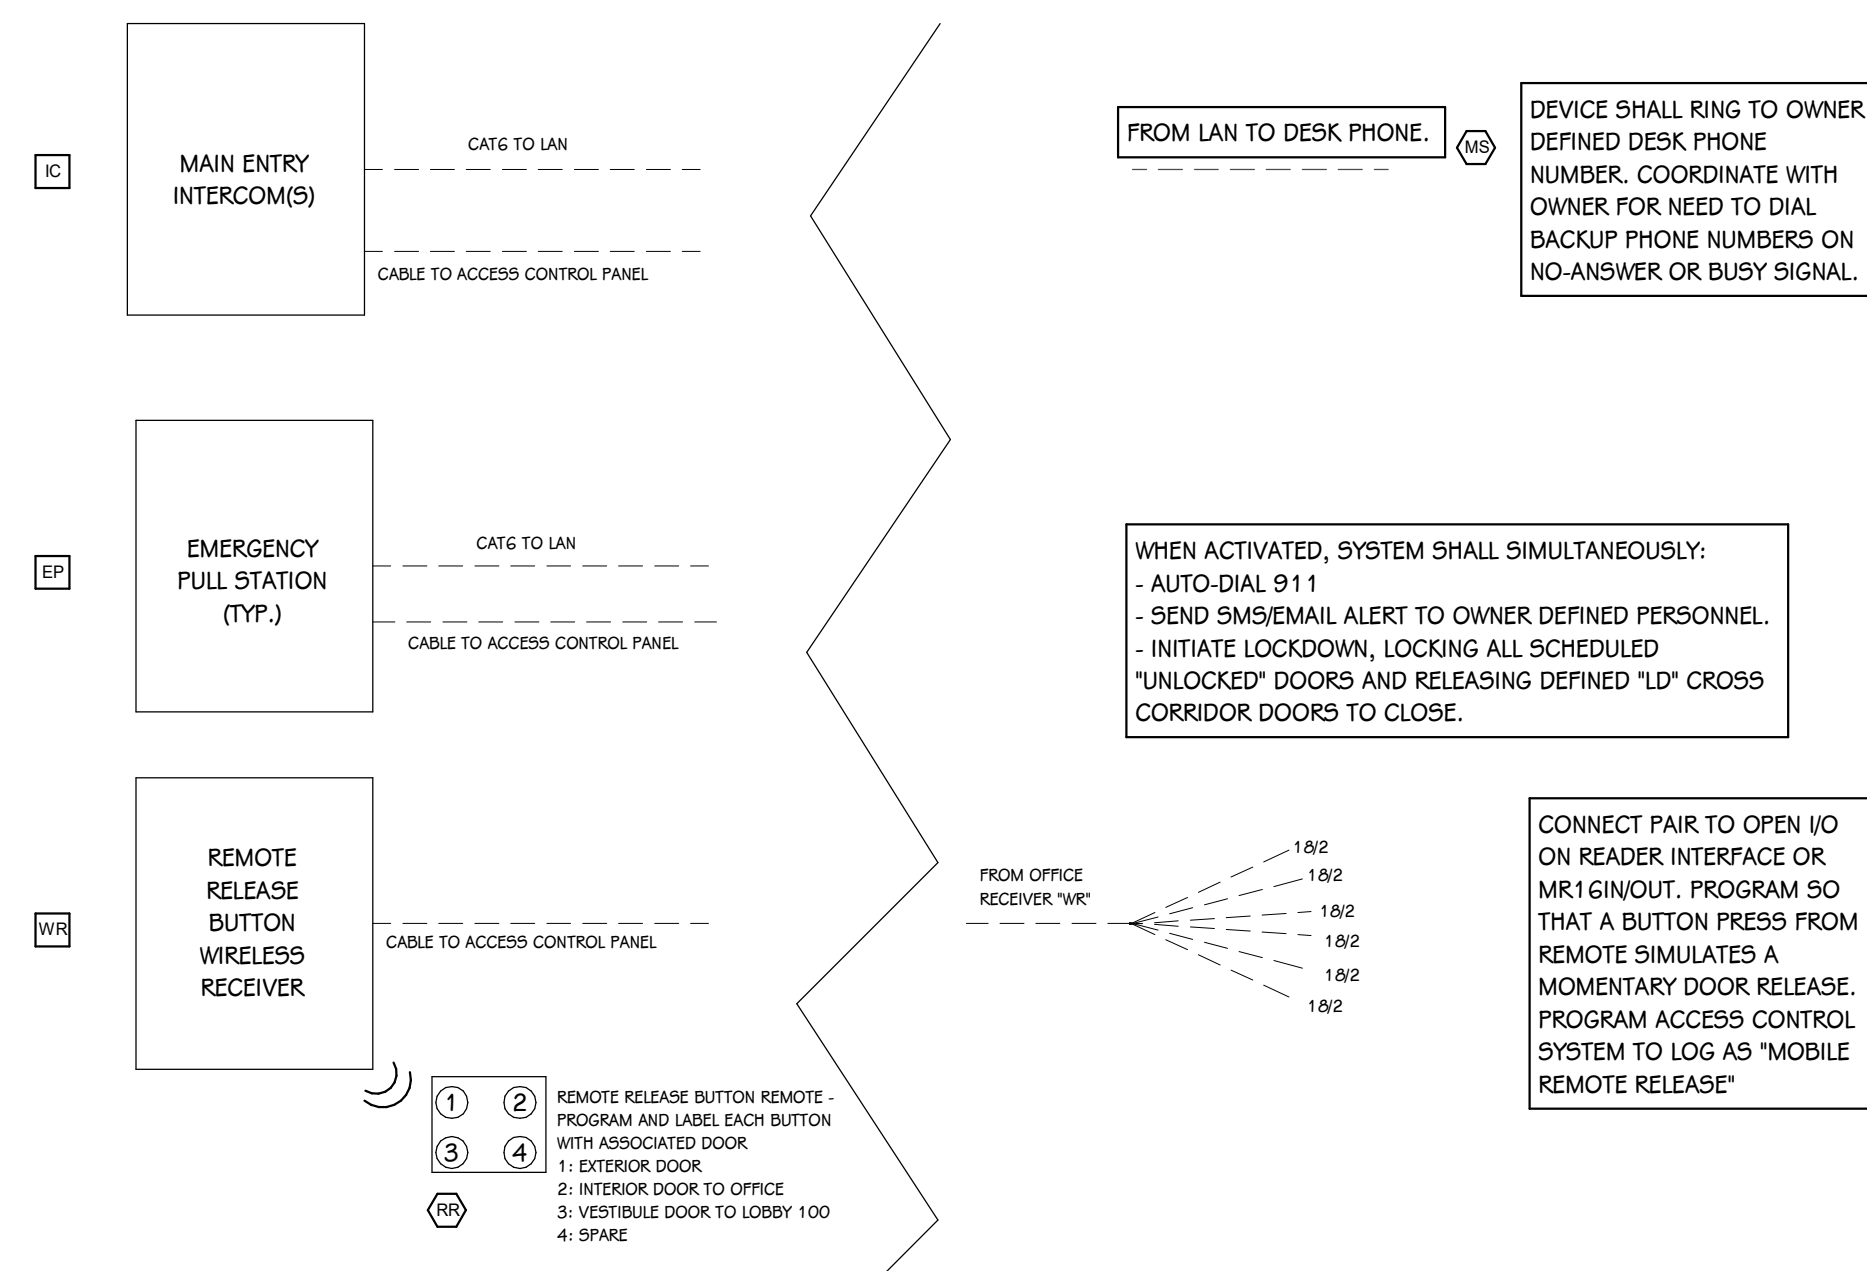 IC
MAIN ENTRY
INTERCOM(S)
CAT6 TO LAN
CABLE TO ACCESS CONTROL PANEL
FROM LAN TO DESK PHONE.
MS
DEVICE SHALL RING TO OWNER
DEFINED DESK PHONE
NUMBER. COORDINATE WITH
OWNER FOR NEED TO DIAL
BACKUP PHONE NUMBERS ON
NO-ANSWER OR BUSY SIGNAL.
EP
EMERGENCY
PULL STATION
(TYP.)
CAT6 TO LAN
CABLE TO ACCESS CONTROL PANEL
WHEN ACTIVATED, SYSTEM SHALL SIMULTANEOUSLY:
- AUTO-DIAL 911
- SEND SMS/EMAIL ALERT TO OWNER DEFINED PERSONNEL.
- INITIATE LOCKDOWN, LOCKING ALL SCHEDULED
"UNLOCKED" DOORS AND RELEASING DEFINED "LD" CROSS
CORRIDOR DOORS TO CLOSE.
WR
REMOTE
RELEASE
BUTTON
WIRELESS
RECEIVER
CABLE TO ACCESS CONTROL PANEL
FROM OFFICE
RECEIVER "WR"
18/2
18/2
18/2
18/2
18/2
18/2
CONNECT PAIR TO OPEN I/O
ON READER INTERFACE OR
MR16IN/OUT. PROGRAM SO
THAT A BUTTON PRESS FROM
REMOTE SIMULATES A
MOMENTARY DOOR RELEASE.
PROGRAM ACCESS CONTROL
SYSTEM TO LOG AS "MOBILE
REMOTE RELEASE"
1 2
3 4
RR
REMOTE RELEASE BUTTON REMOTE -
PROGRAM AND LABEL EACH BUTTON
WITH ASSOCIATED DOOR
1: EXTERIOR DOOR
2: INTERIOR DOOR TO OFFICE
3: VESTIBULE DOOR TO LOBBY 100
4: SPARE